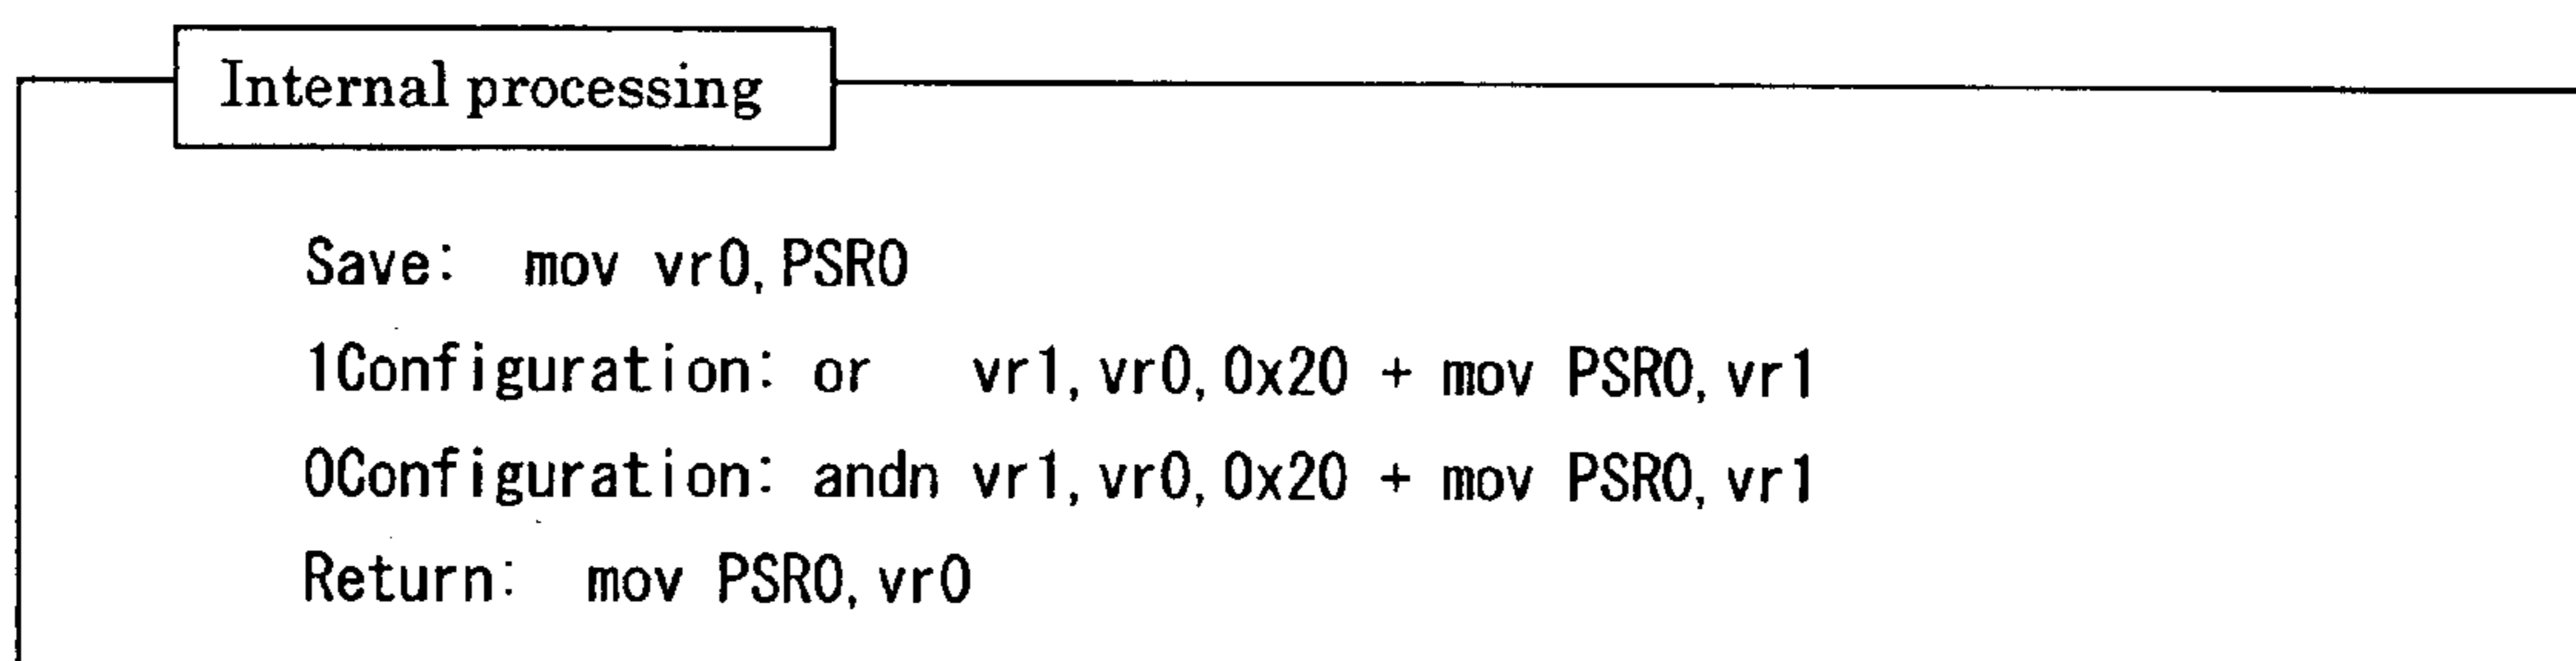 Internal processing
Save: mov vr0, PSR0
1Configuration: or vr1, vr0, 0x20 + mov PSR0, vr1
0Configuration: andn vr1, vr0, 0x20 + mov PSR0, vr1
Return: mov PSR0, vr0